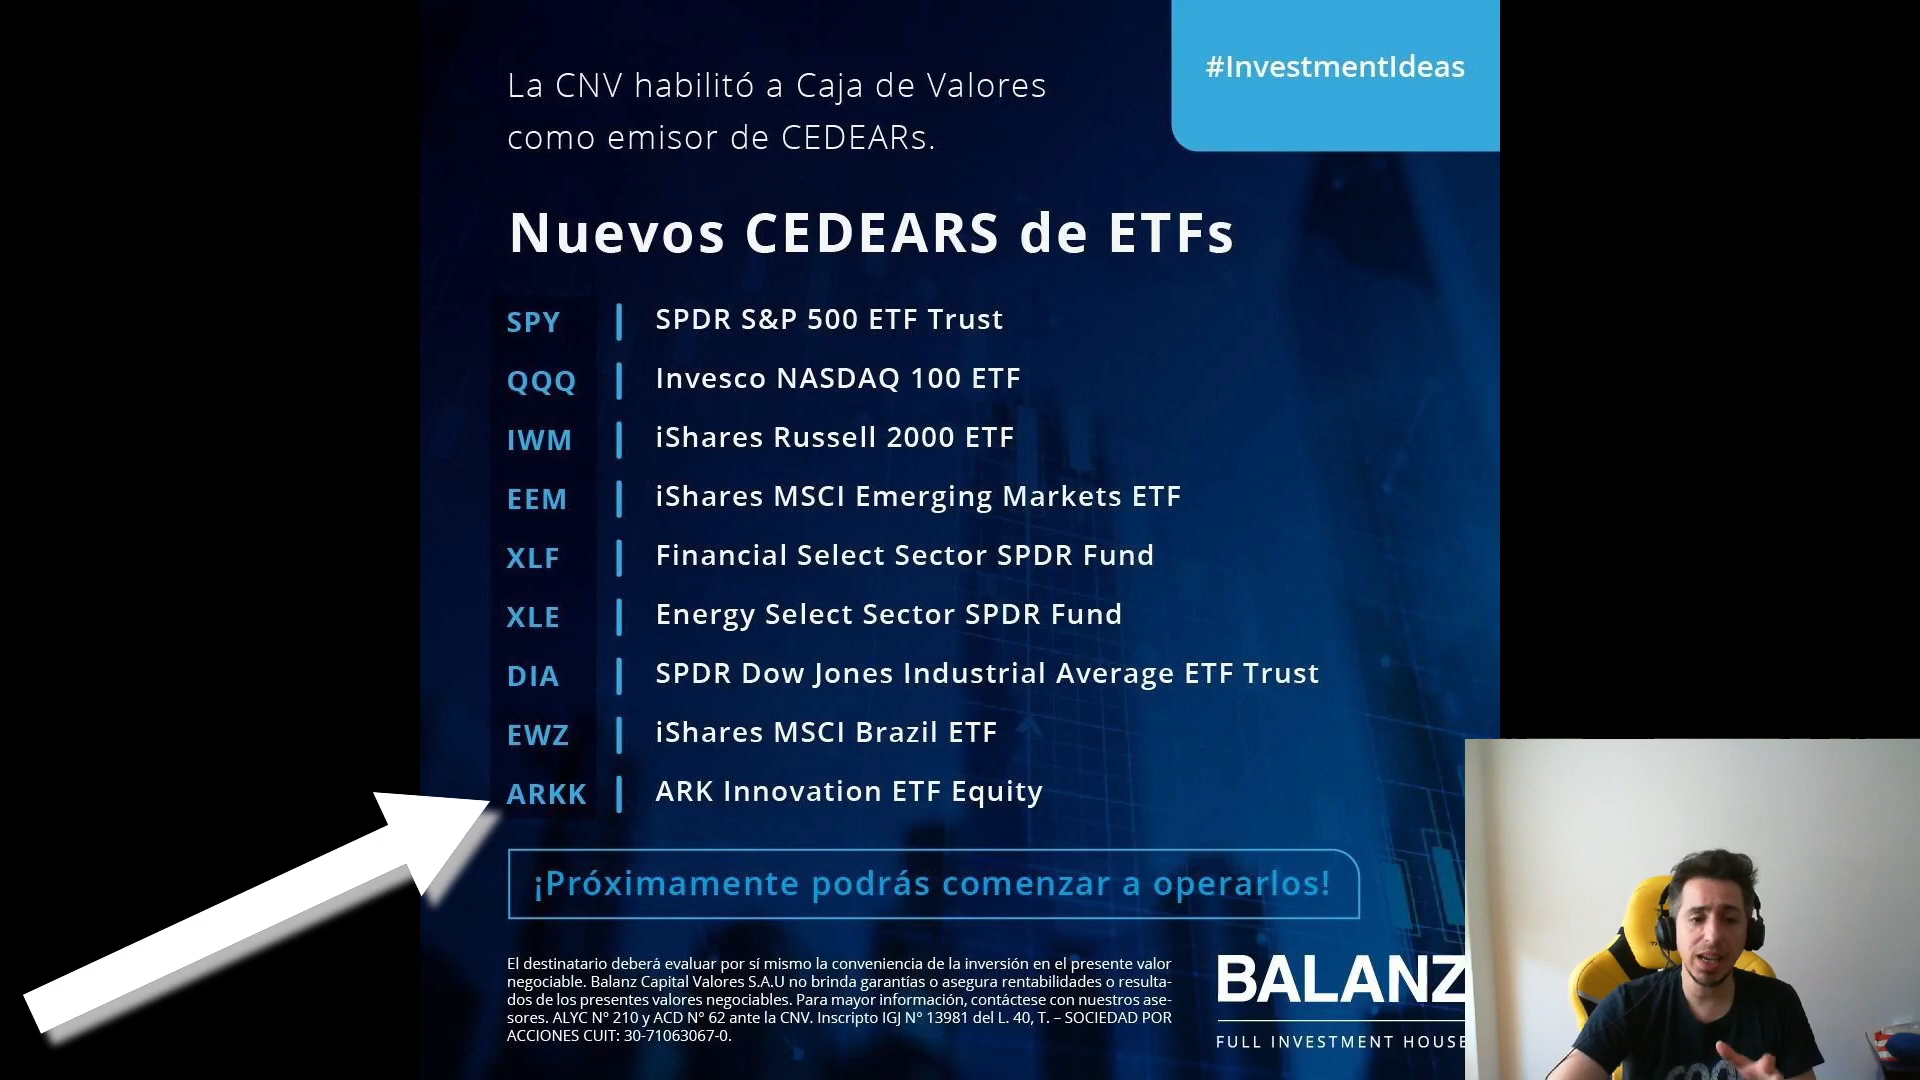 #InvestmentIdeas
La CNV habilitó a Caja de Valores
como emisor de CEDEARs.
Nuevos CEDEARS de ETFs
SPY | SPDR S&P 500 ETF Trust
QQQ | Invesco NASDAQ 100 ETF
IWM | iShares Russell 2000 ETF
EEM | iShares MSCI Emerging Markets ETF
XLF | Financial Select Sector SPDR Fund
XLE | Energy Select Sector SPDR Fund
DIA | SPDR Dow Jones Industrial Average ETF Trust
EWZ | iShares MSCI Brazil ETF
ARKK | ARK Innovation ETF Equity
¡Próximamente podrás comenzar a operarlos!
El destinatario deberá evaluar por sí mismo la conveniencia de la inversión en el presente valor
negociable. Balanz Capital Valores S.A.U no brinda garantías o asegura rentabilidades o resulta-
dos de los presentes valores negociables. Para mayor información, contáctese con nuestros ase-
sores. ALYC N° 210 y ACD N° 62 ante la CNV. Inscripto IGJ N° 13981 del L. 40, T. – SOCIEDAD POR
ACCIONES CUIT: 30-71063067-0.
BALANZ
FULL INVESTMENT HOUSE